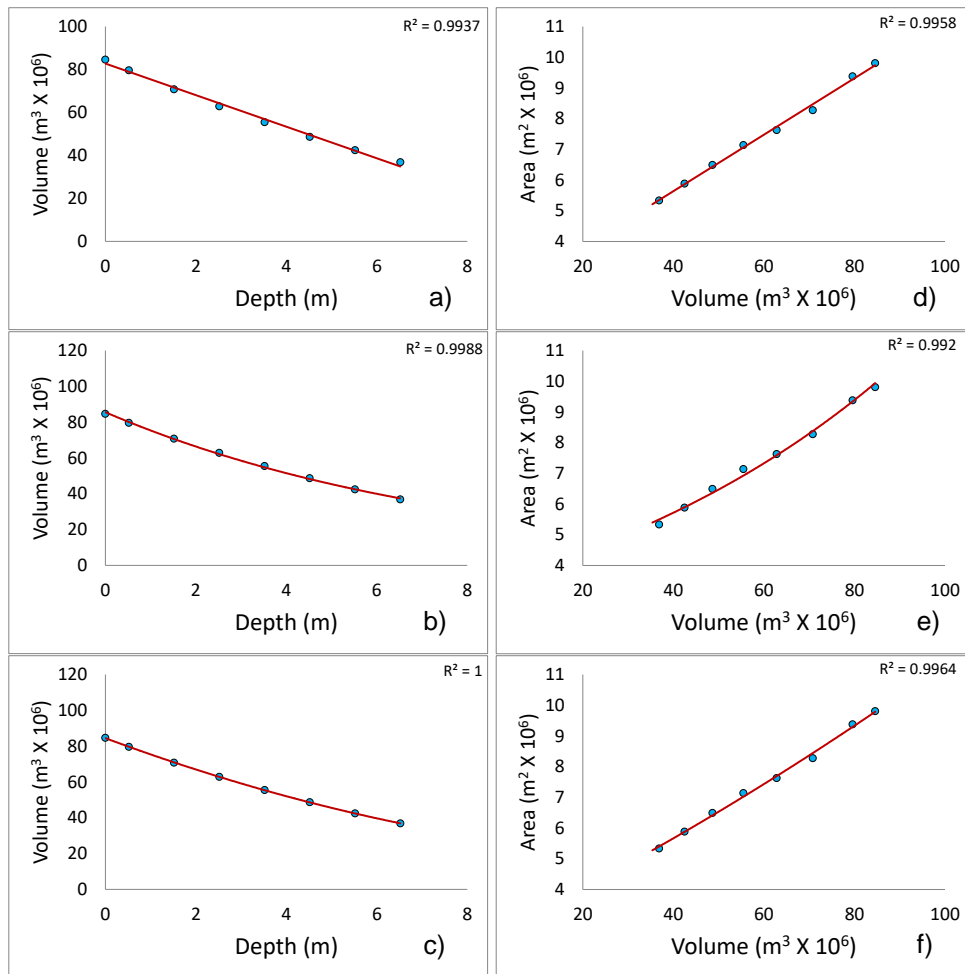 R² = 0.9937
Volume (m³ X 10⁶)
100
80
60
40
20
0
0 2 4 6 8
Depth (m)
a)
R² = 0.9958
Area (m² X 10⁶)
11
10
9
8
7
6
5
4
20 40 60 80 100
Volume (m³ X 10⁶)
d)
R² = 0.9988
Volume (m³ X 10⁶)
120
100
80
60
40
20
0
0 2 4 6 8
Depth (m)
b)
R² = 0.992
Area (m² X 10⁶)
11
10
9
8
7
6
5
4
20 40 60 80 100
Volume (m³ X 10⁶)
e)
R² = 1
Volume (m³ X 10⁶)
120
100
80
60
40
20
0
0 2 4 6 8
Depth (m)
c)
R² = 0.9964
Area (m² X 10⁶)
11
10
9
8
7
6
5
4
20 40 60 80 100
Volume (m³ X 10⁶)
f)